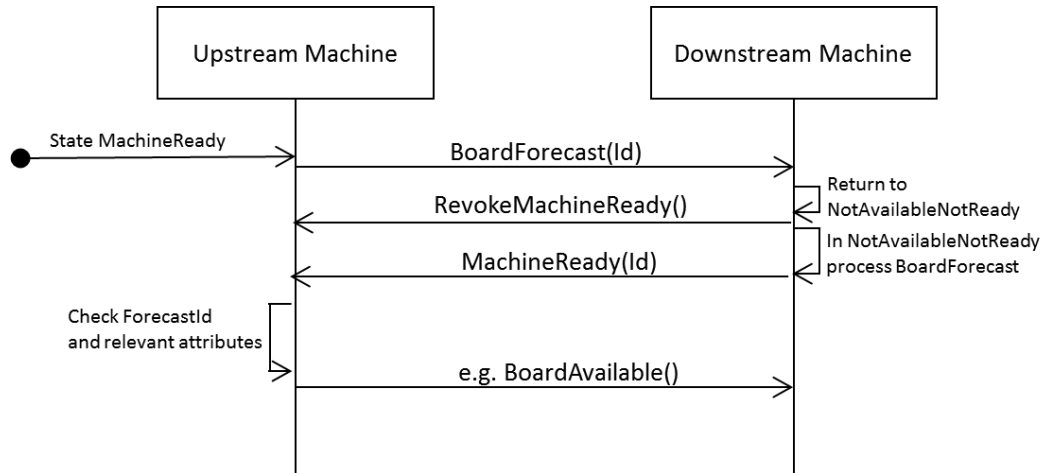 Upstream Machine
Downstream Machine
State MachineReady
BoardForecast(Id)
Return to
NotAvailableNotReady
RevokeMachineReady()
In NotAvailableNotReady
process BoardForecast
MachineReady(Id)
Check ForecastId
and relevant attributes
e.g. BoardAvailable()